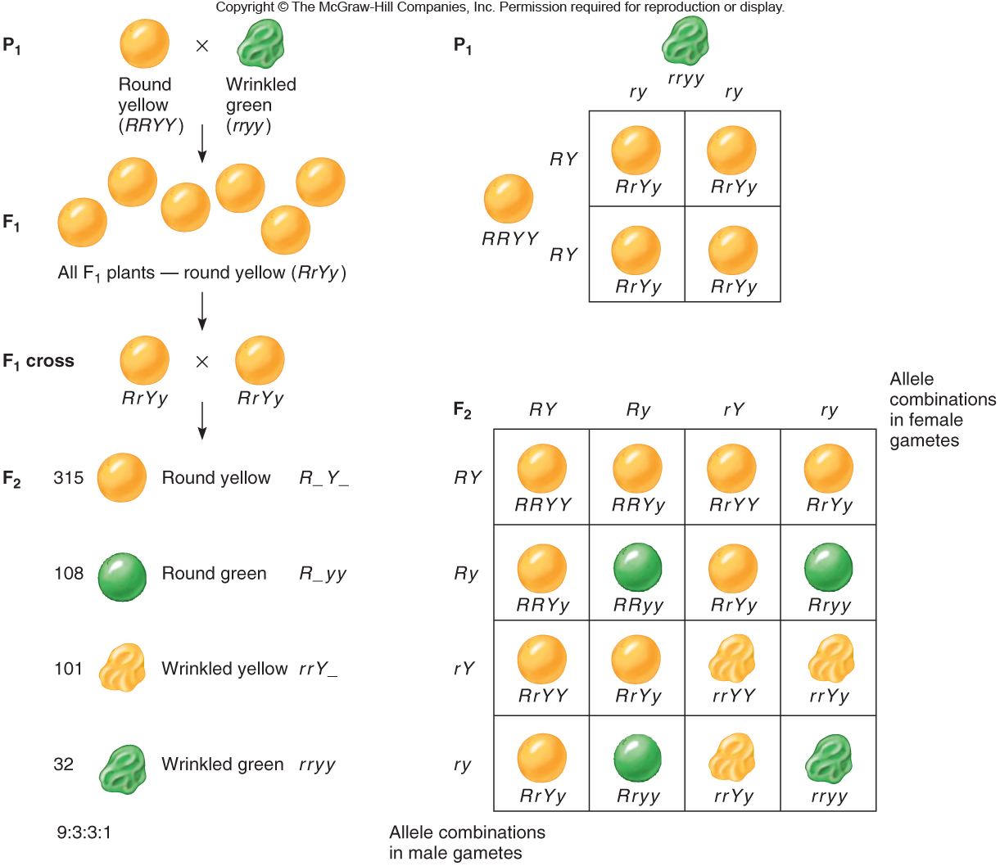 Copyright © The McGraw-Hill Companies, Inc. Permission required for reproduction or display.
P1
×
Round
yellow
(RRYY)
Wrinkled
green
(rryy)
F1
All F1 plants — round yellow (RrYy)
F1 cross
×
RrYy RrYy
F2 315 Round yellow R_Y_
108 Round green R_yy
101 Wrinkled yellow rrY_
32 Wrinkled green rryy
9:3:3:1
P1
rryy
ry ry
RY
RrYy RrYy
RRYY
RY
RrYy RrYy
Allele
combinations
in female
gametes
F2 RY Ry rY ry
RY
RRYY RRYy RrYY RrYy
Ry
RRYy RRyy RrYy Rryy
rY
RrYY RrYy rrYY rrYy
ry
RrYy Rryy rrYy rryy
Allele combinations
in male gametes